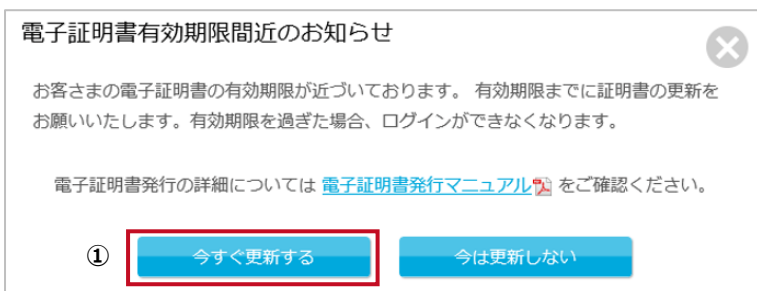 電子証明書有効期限間近のお知らせ
お客さまの電子証明書の有効期限が近づいております。 有効期限までに証明書の更新を
お願いいたします。有効期限を過ぎた場合、ログインができなくなります。
電子証明書発行の詳細については 電子証明書発行マニュアル をご確認ください。
① 今すぐ更新する 今は更新しない